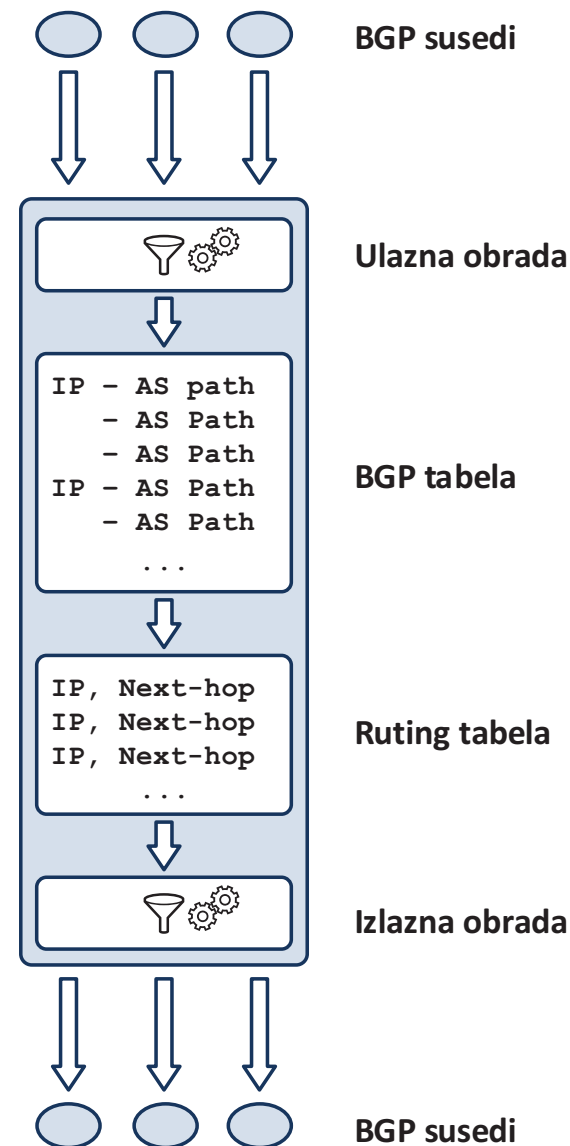 BGP susedi
Ulazna obrada
IP – AS path
– AS Path
– AS Path
IP – AS Path
– AS Path
...
BGP tabela
IP, Next-hop
IP, Next-hop
IP, Next-hop
...
Ruting tabela
Izlazna obrada
BGP susedi